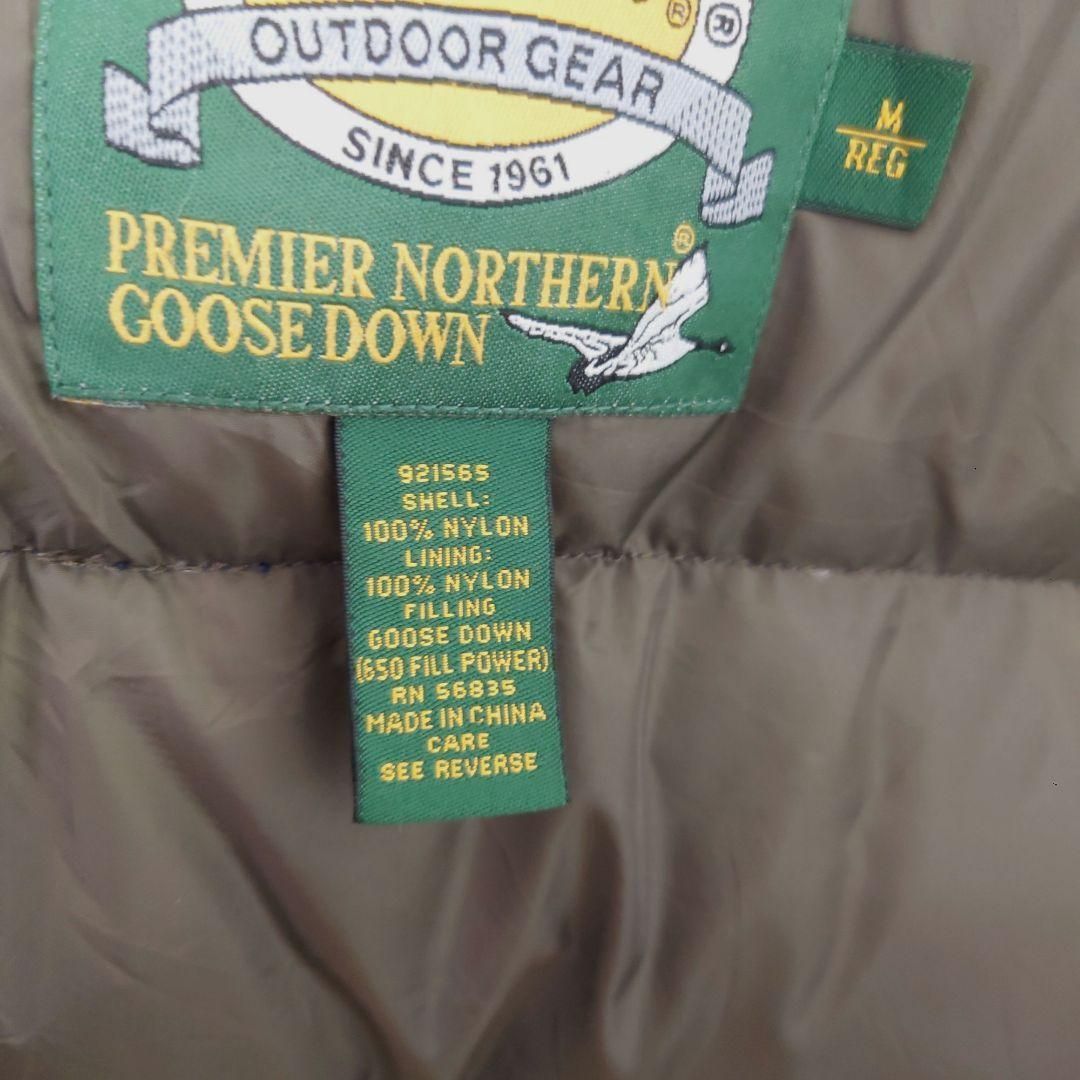 ® ®
OUTDOOR GEAR
SINCE 1961
PREMIER NORTHERN®
GOOSE DOWN
M
REG
921565
SHELL:
100% NYLON
LINING:
100% NYLON
FILLING
GOOSE DOWN
(650 FILL POWER)
RN 56835
MADE IN CHINA
CARE
SEE REVERSE